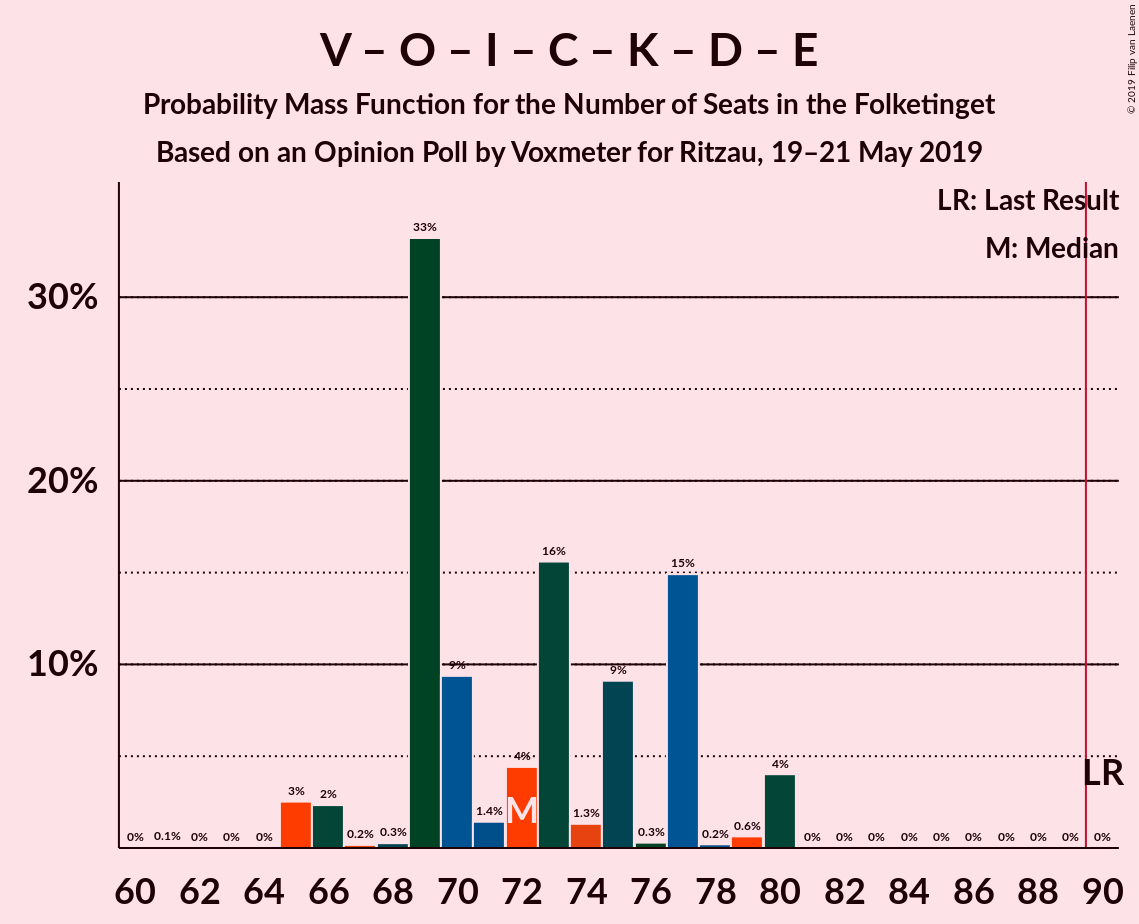 V – O – I – C – K – D – E
Probability Mass Function for the Number of Seats in the Folketinget
Based on an Opinion Poll by Voxmeter for Ritzau, 19–21 May 2019
© 2019 Filip van Laenen
LR: Last Result
M: Median
30%
20%
10%
0% 0.1% 0% 0% 0% 3% 2% 0.2% 0.3% 33% 9% 1.4% 4% 16% 1.3% 9% 0.3% 15% 0.2% 0.6% 4% 0% 0% 0% 0% 0% 0% 0% 0% 0% 0%
M
LR
60 62 64 66 68 70 72 74 76 78 80 82 84 86 88 90